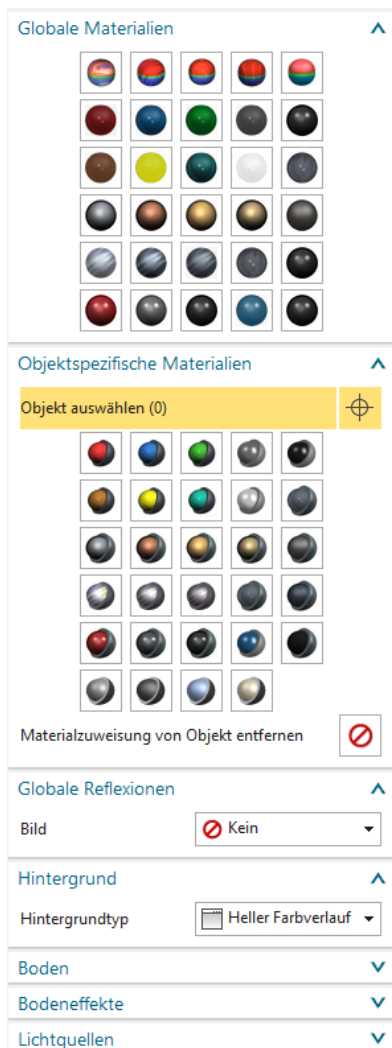 Globale Materialien
Objektspezifische Materialien
Objekt auswählen (0)
Materialzuweisung von Objekt entfernen
Globale Reflexionen
Bild Kein
Hintergrund
Hintergrundtyp Heller Farbverlauf
Boden
Bodeneffekte
Lichtquellen